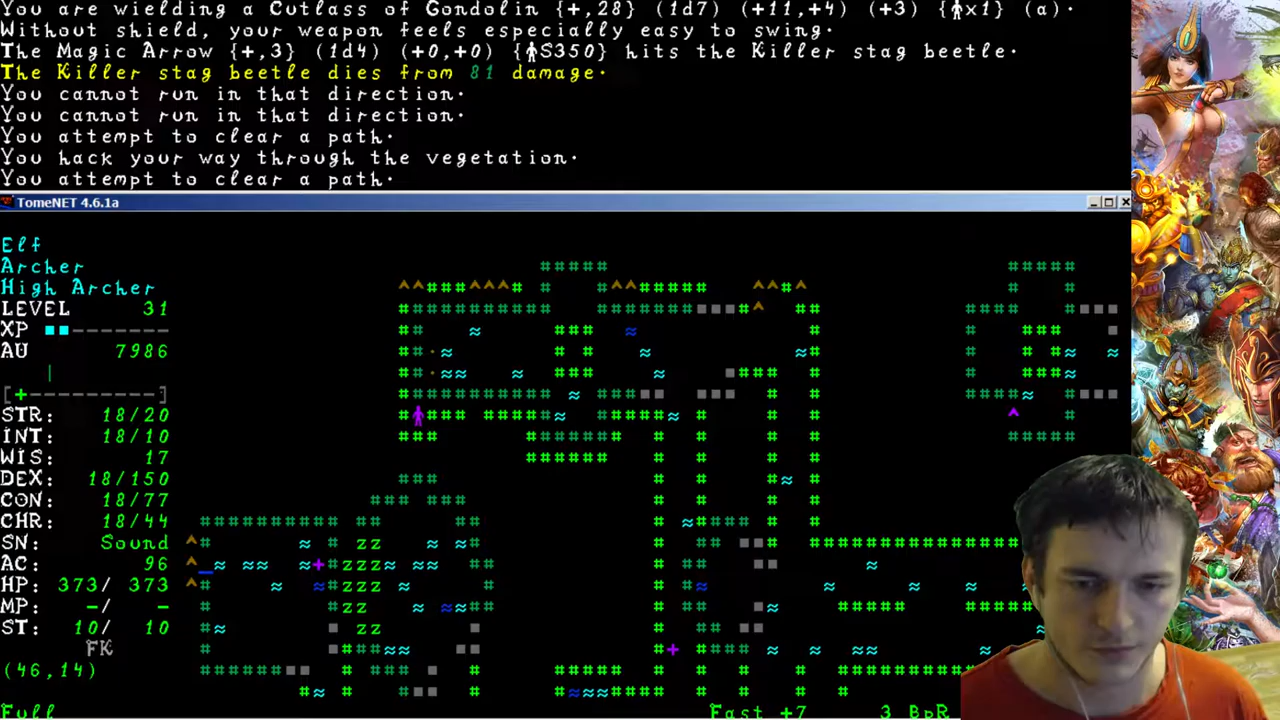 You are wielding a Cutlass of Gondolin {+,28} (1d7) (+11,+4) (+3) {x1} (a).
Without shield, your weapon feels especially easy to swing.
The Magic Arrow {+,3} (1d4) (+0,+0) {S350} hits the Killer stag beetle.
The Killer stag beetle dies from 81 damage.
You cannot run in that direction.
You cannot run in that direction.
You attempt to clear a path.
You hack your way through the vegetation.
You attempt to clear a path.
TomeNET 4.6.1a
Elf
Archer
High Archer
LEVEL 31
XP
AU 7986
[+-----------]
STR: 18/20
INT: 18/10
WIS: 17
DEX: 18/150
CON: 18/77
CHR: 18/44
SN: Sound
AC: 96
HP: 373/ 373
MP: -/ -
ST: 10/ 10
FK
(46,14)
Full Fast +7 3 BpR